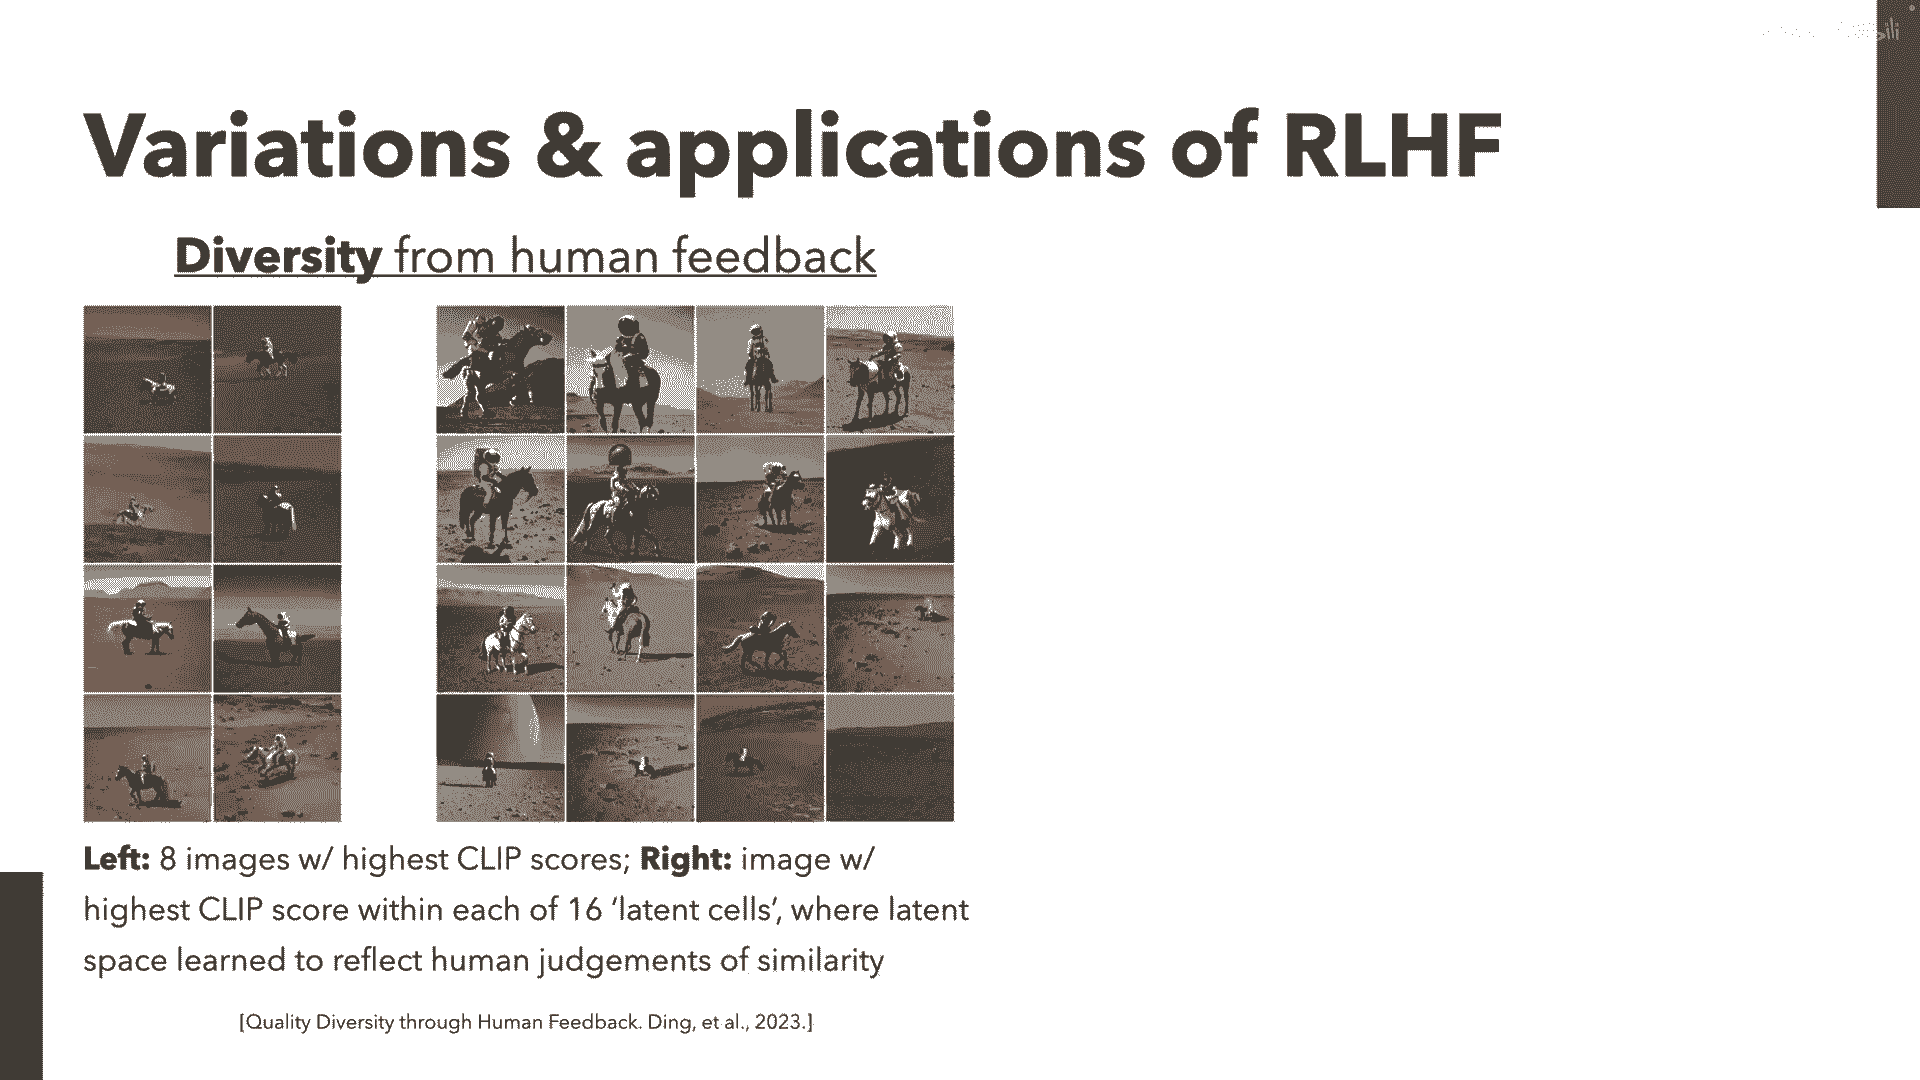 Variations & applications of RLHF
Diversity from human feedback
Left: 8 images w/ highest CLIP scores; Right: image w/
highest CLIP score within each of 16 ‘latent cells’, where latent
space learned to reflect human judgements of similarity
[Quality Diversity through Human Feedback. Ding, et al., 2023.]